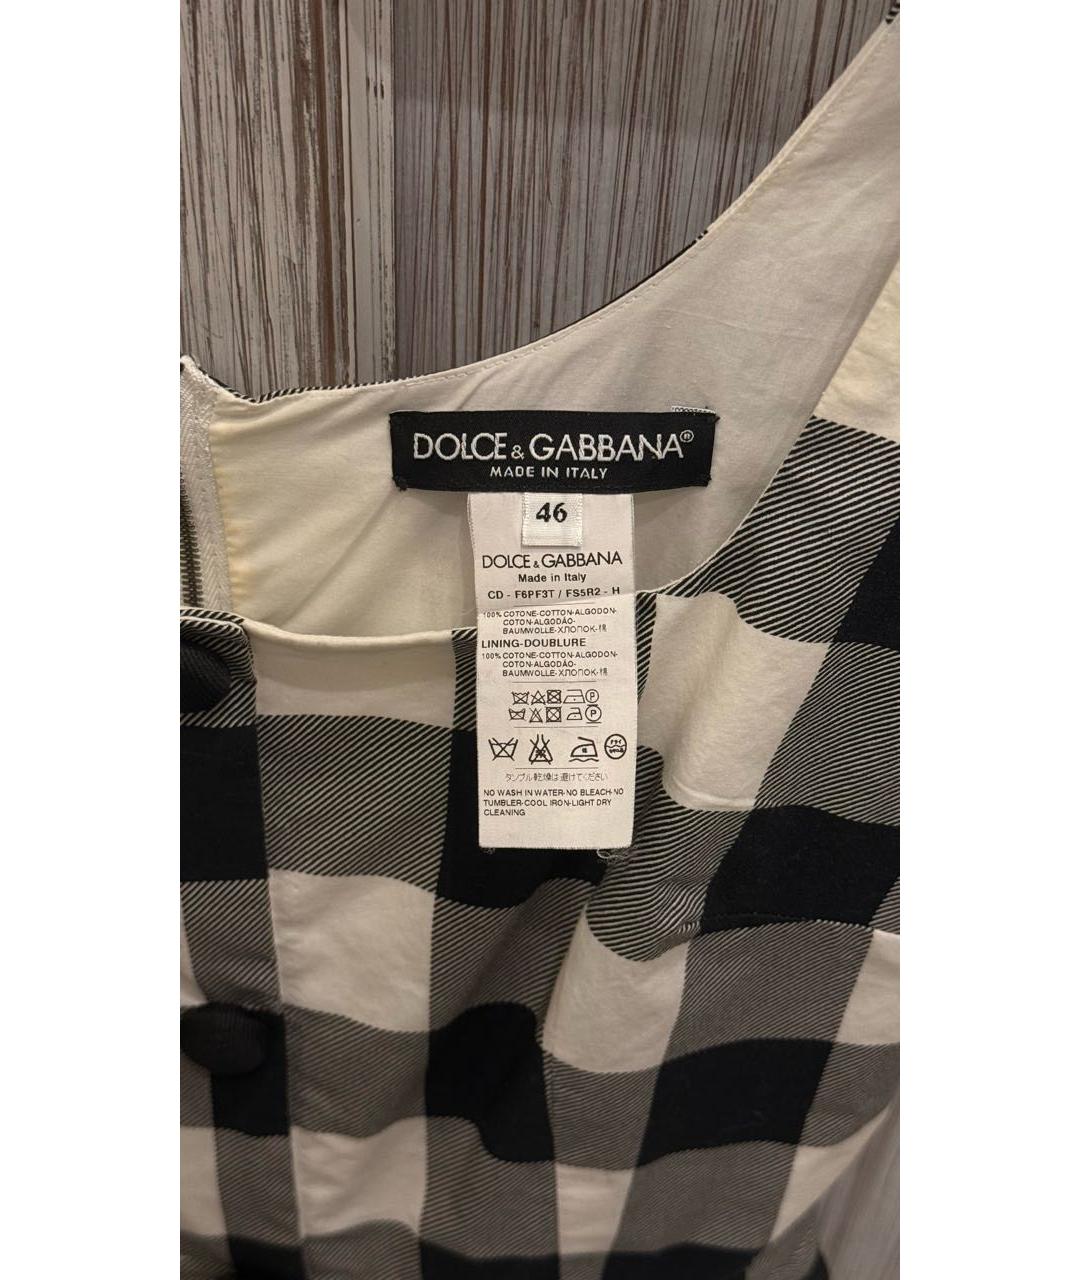 DOLCE & GABBANA®
MADE IN ITALY
46
DOLCE & GABBANA
Made in Italy
CD - F6PF3T / FS5R2 - H
100% COTONE-COTTON-ALGODON-
COTON-ALGODÃO-
BAUMWOLLE-ХЛОПОК-棉
LINING-DOUBLURE
100% COTONE-COTTON-ALGODON-
COTON-ALGODÃO-
BAUMWOLLE-ХЛОПОК-棉
P
P
ドライ
タンブル乾燥は避けてください
NO WASH IN WATER-NO BLEACH-NO
TUMBLER-COOL IRON-LIGHT DRY
CLEANING